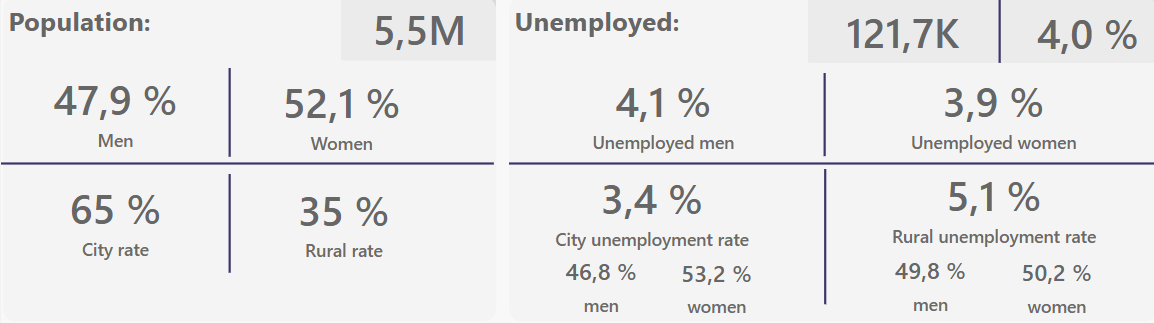 Population:
5,5M
47,9 %
Men
52,1 %
Women
65 %
City rate
35 %
Rural rate
Unemployed:
121,7K
4,0 %
4,1 %
Unemployed men
3,9 %
Unemployed women
3,4 %
City unemployment rate
46,8 %
men
53,2 %
women
5,1 %
Rural unemployment rate
49,8 %
men
50,2 %
women